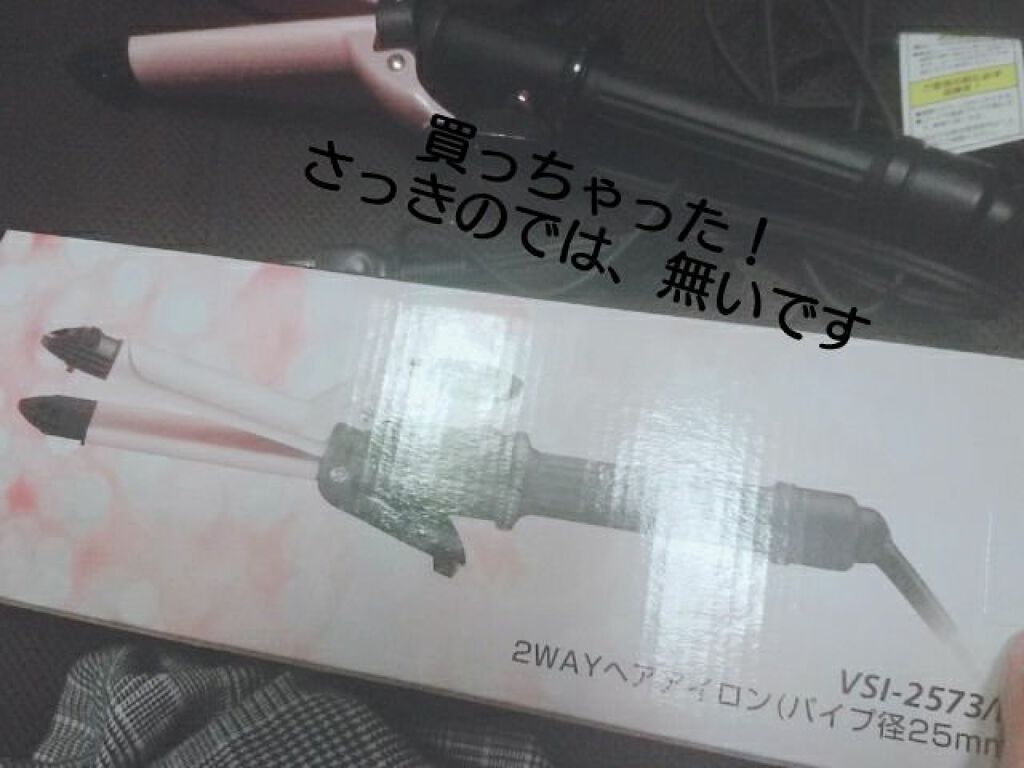 買っちゃった！
さっきのでは、無いです
2WAYヘアアイロン(パイプ径25mm
VSI-2573/